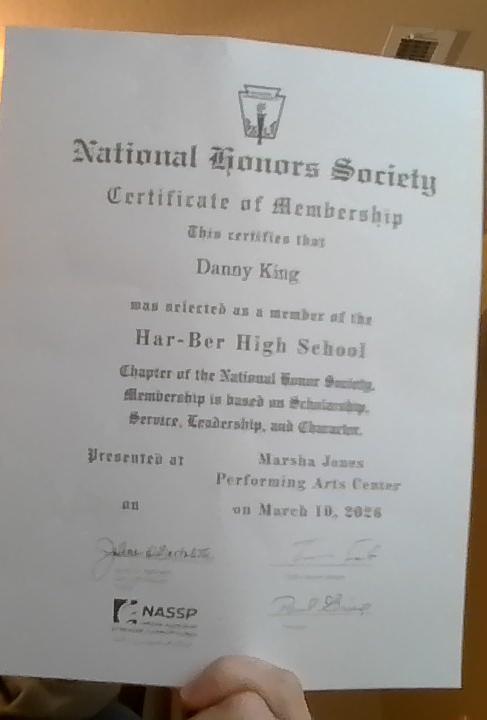 National Honors Society
Certificate of Membership
This certifies that
Danny King
was selected as a member of the
Har-Ber High School
Chapter of the National Honor Society.
Membership is based on Scholarship,
Service, Leadership, and Character.
Presented at Marsha Jones
Performing Arts Center
on on March 10, 2026
NASSP